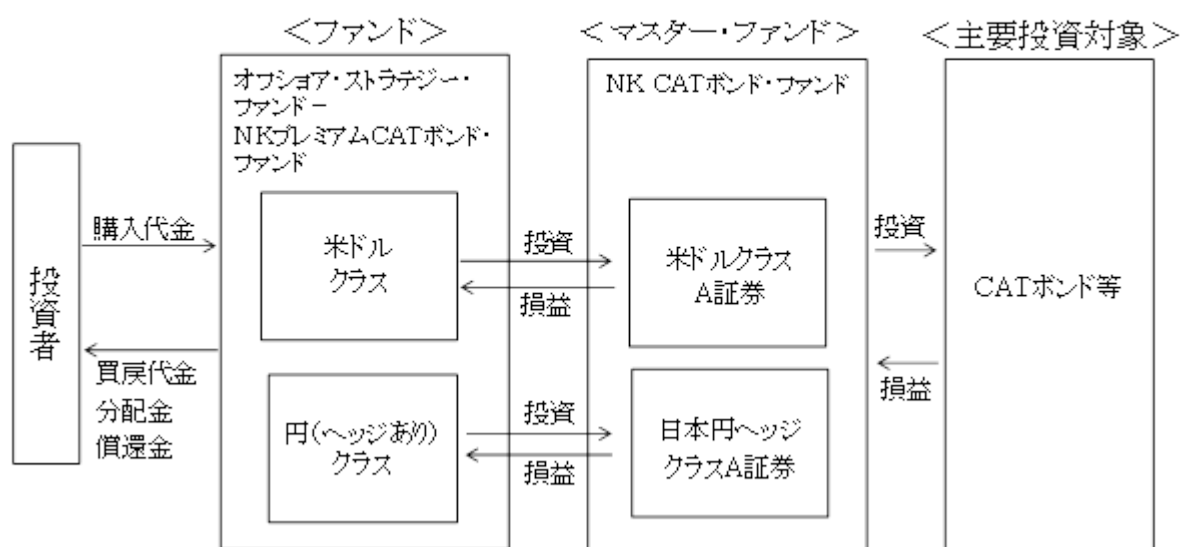 ＜ファンド＞
＜マスター・ファンド＞
＜主要投資対象＞
オフショア・ストラテジー・
ファンド－
NKプレミアムCATボンド・
ファンド
NK CATボンド・ファンド
投資者
購入代金
買戻代金
分配金
償還金
米ドル
クラス
投資
損益
米ドルクラス
A証券
円(ヘッジあり)
クラス
投資
損益
日本円ヘッジ
クラスA証券
投資
損益
CATボンド等